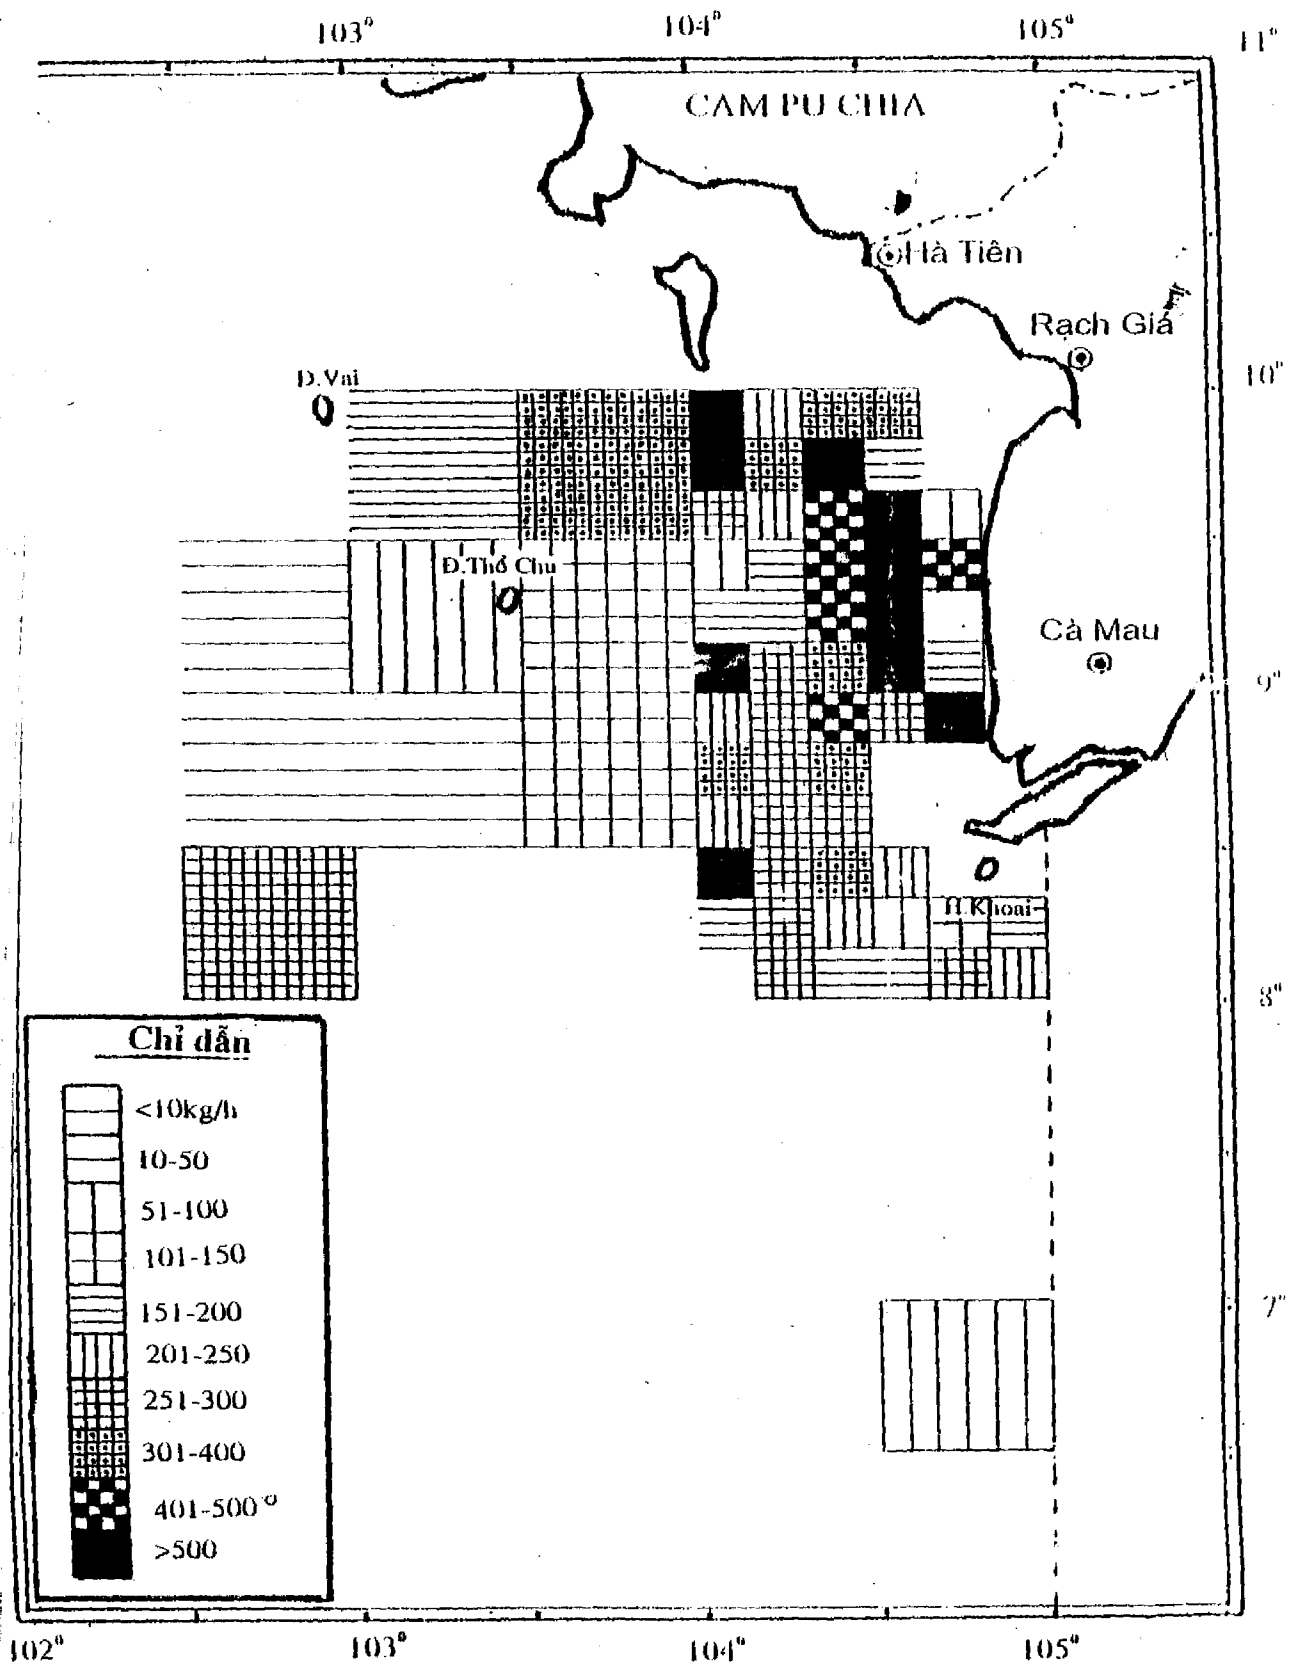 103° 104° 105° 11°
CAM PU CHIA
Hà Tiên
Rạch Giá
10°
Đ.Vai
Đ.Thổ Chu
Cà Mau
9°
H.Khoai
8°
Chỉ dẫn
<10kg/h
10-50
51-100
101-150
151-200
201-250
251-300
301-400
401-500
>500
7°
102° 103° 104° 105°